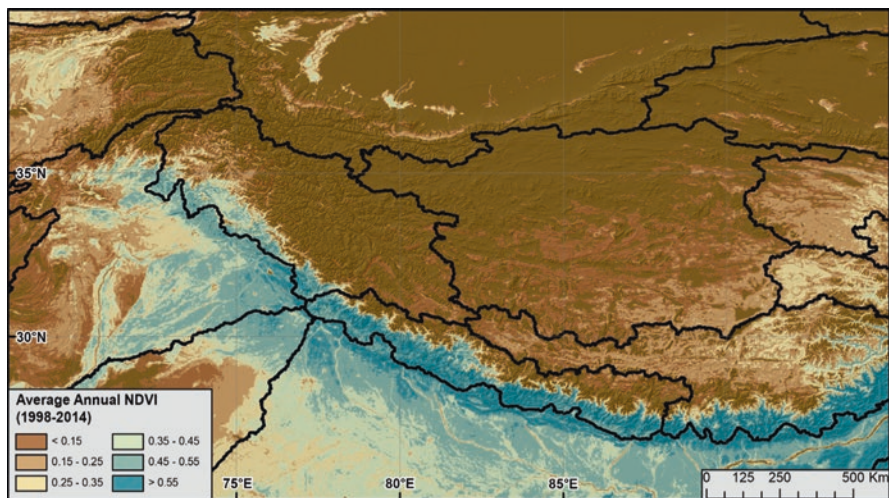 35°N
30°N
Average Annual NDVI
(1998-2014)
< 0.15
0.35 - 0.45
0.15 - 0.25
0.45 - 0.55
0.25 - 0.35
> 0.55
75°E
80°E
85°E
0 125 250 500 Km